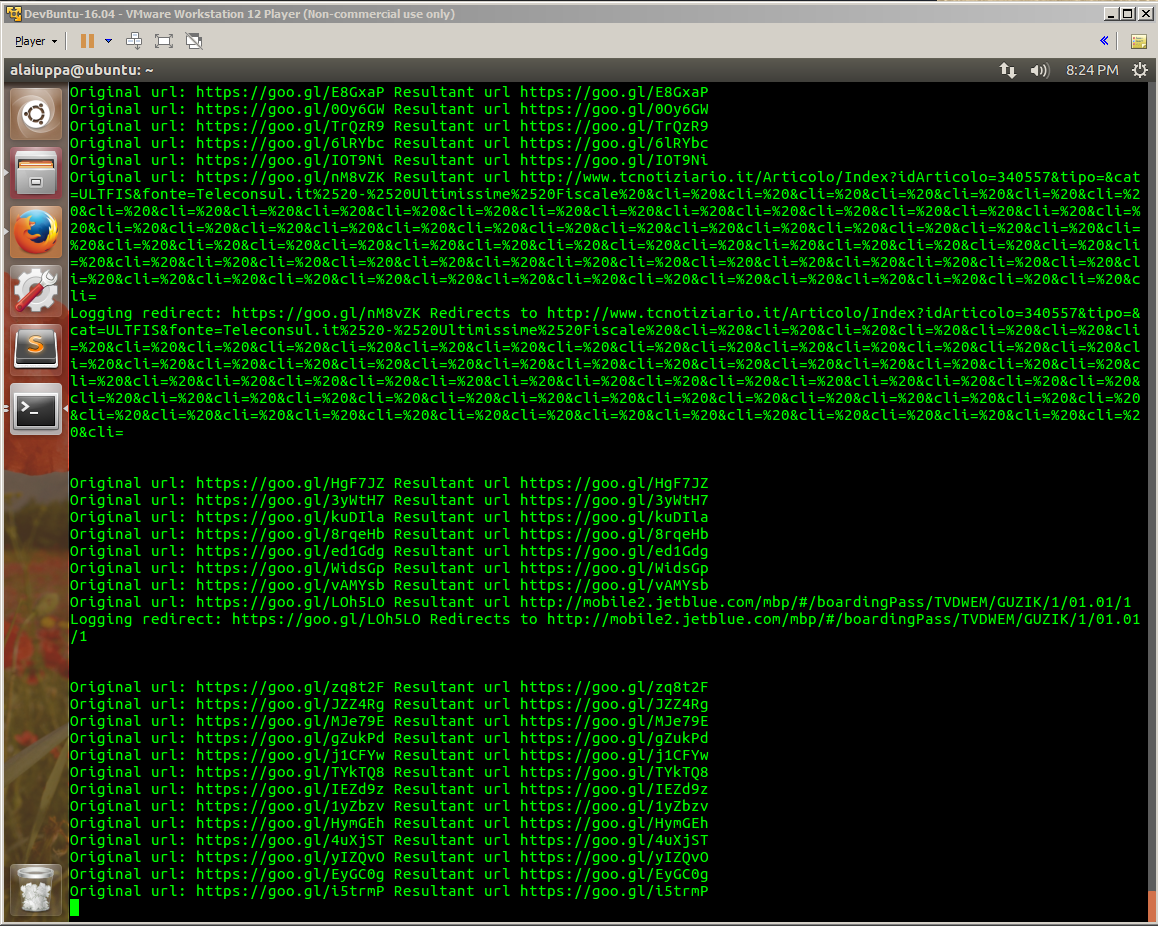 DevBuntu-16.04 - VMware Workstation 12 Player (Non-commercial use only)
Player
alaiuppa@ubuntu: ~
8:24 PM
Original url: https://goo.gl/E8GxaP Resultant url https://goo.gl/E8GxaP
Original url: https://goo.gl/0Oy6GW Resultant url https://goo.gl/0Oy6GW
Original url: https://goo.gl/TrQzR9 Resultant url https://goo.gl/TrQzR9
Original url: https://goo.gl/6lRYbc Resultant url https://goo.gl/6lRYbc
Original url: https://goo.gl/IOT9Ni Resultant url https://goo.gl/IOT9Ni
Original url: https://goo.gl/nM8vZK Resultant url http://www.tcnotiziario.it/Articolo/Index?idArticolo=340557&tipo=&cat
=ULTFIS&fonte=Teleconsul.it%2520-%2520Ultimissime%2520Fiscale%20&cli=%20&cli=%20&cli=%20&cli=%20&cli=%20&cli=%20&cli=%2
0&cli=%20&cli=%20&cli=%20&cli=%20&cli=%20&cli=%20&cli=%20&cli=%20&cli=%20&cli=%20&cli=%20&cli=%20&cli=%20&cli=%20&cli=%
20&cli=%20&cli=%20&cli=%20&cli=%20&cli=%20&cli=%20&cli=%20&cli=%20&cli=%20&cli=%20&cli=%20&cli=%20&cli=%20&cli=%20&cli=
%20&cli=%20&cli=%20&cli=%20&cli=%20&cli=%20&cli=%20&cli=%20&cli=%20&cli=%20&cli=%20&cli=%20&cli=%20&cli=%20&cli=%20&cli
=%20&cli=%20&cli=%20&cli=%20&cli=%20&cli=%20&cli=%20&cli=%20&cli=%20&cli=%20&cli=%20&cli=%20&cli=%20&cli=%20&cli=%20&cl
i=%20&cli=%20&cli=%20&cli=%20&cli=%20&cli=%20&cli=%20&cli=%20&cli=%20&cli=%20&cli=%20&cli=%20&cli=%20&cli=%20&cli=%20&c
li=
Logging redirect: https://goo.gl/nM8vZK Redirects to http://www.tcnotiziario.it/Articolo/Index?idArticolo=340557&tipo=&
cat=ULTFIS&fonte=Teleconsul.it%2520-%2520Ultimissime%2520Fiscale%20&cli=%20&cli=%20&cli=%20&cli=%20&cli=%20&cli=%20&cli
=%20&cli=%20&cli=%20&cli=%20&cli=%20&cli=%20&cli=%20&cli=%20&cli=%20&cli=%20&cli=%20&cli=%20&cli=%20&cli=%20&cli=%20&cl
i=%20&cli=%20&cli=%20&cli=%20&cli=%20&cli=%20&cli=%20&cli=%20&cli=%20&cli=%20&cli=%20&cli=%20&cli=%20&cli=%20&cli=%20&c
li=%20&cli=%20&cli=%20&cli=%20&cli=%20&cli=%20&cli=%20&cli=%20&cli=%20&cli=%20&cli=%20&cli=%20&cli=%20&cli=%20&cli=%20&
cli=%20&cli=%20&cli=%20&cli=%20&cli=%20&cli=%20&cli=%20&cli=%20&cli=%20&cli=%20&cli=%20&cli=%20&cli=%20&cli=%20&cli=%20
&cli=%20&cli=%20&cli=%20&cli=%20&cli=%20&cli=%20&cli=%20&cli=%20&cli=%20&cli=%20&cli=%20&cli=%20&cli=%20&cli=%20&cli=%2
0&cli=
Original url: https://goo.gl/HgF7JZ Resultant url https://goo.gl/HgF7JZ
Original url: https://goo.gl/3yWtH7 Resultant url https://goo.gl/3yWtH7
Original url: https://goo.gl/kuDIla Resultant url https://goo.gl/kuDIla
Original url: https://goo.gl/8rqeHb Resultant url https://goo.gl/8rqeHb
Original url: https://goo.gl/ed1Gdg Resultant url https://goo.gl/ed1Gdg
Original url: https://goo.gl/WidsGp Resultant url https://goo.gl/WidsGp
Original url: https://goo.gl/vAMYsb Resultant url https://goo.gl/vAMYsb
Original url: https://goo.gl/LOh5LO Resultant url http://mobile2.jetblue.com/mbp/#/boardingPass/TVDWEM/GUZIK/1/01.01/1
Logging redirect: https://goo.gl/LOh5LO Redirects to http://mobile2.jetblue.com/mbp/#/boardingPass/TVDWEM/GUZIK/1/01.01
/1
Original url: https://goo.gl/zq8t2F Resultant url https://goo.gl/zq8t2F
Original url: https://goo.gl/JZZ4Rg Resultant url https://goo.gl/JZZ4Rg
Original url: https://goo.gl/MJe79E Resultant url https://goo.gl/MJe79E
Original url: https://goo.gl/gZukPd Resultant url https://goo.gl/gZukPd
Original url: https://goo.gl/j1CFYw Resultant url https://goo.gl/j1CFYw
Original url: https://goo.gl/TYkTQ8 Resultant url https://goo.gl/TYkTQ8
Original url: https://goo.gl/IEZd9z Resultant url https://goo.gl/IEZd9z
Original url: https://goo.gl/1yZbzv Resultant url https://goo.gl/1yZbzv
Original url: https://goo.gl/HymGEh Resultant url https://goo.gl/HymGEh
Original url: https://goo.gl/4uXjST Resultant url https://goo.gl/4uXjST
Original url: https://goo.gl/yIZQvO Resultant url https://goo.gl/yIZQvO
Original url: https://goo.gl/EyGC0g Resultant url https://goo.gl/EyGC0g
Original url: https://goo.gl/i5trmP Resultant url https://goo.gl/i5trmP